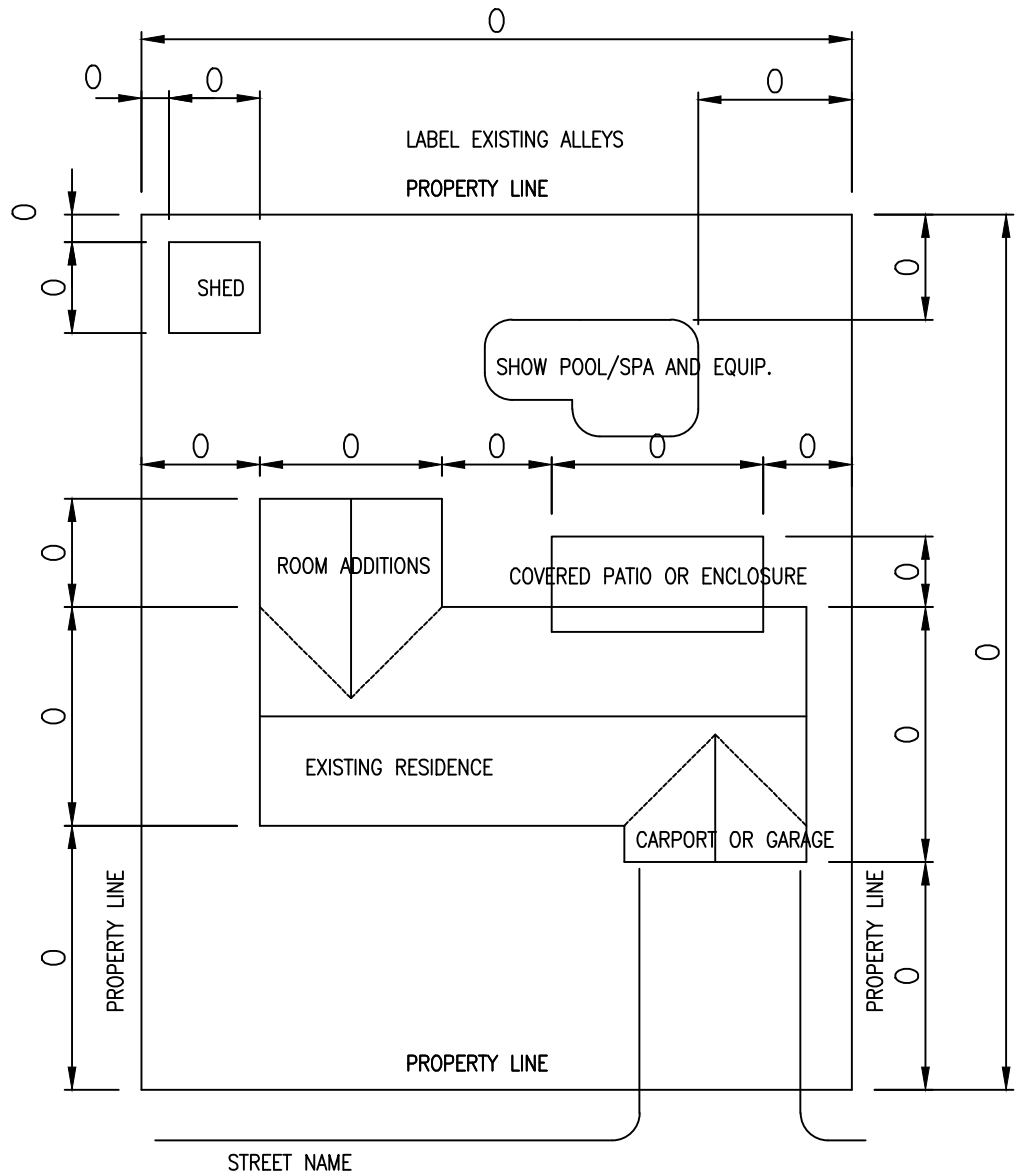 0
0
0
0
LABEL EXISTING ALLEYS
PROPERTY LINE
0
0
0
SHED
SHOW POOL/SPA AND EQUIP.
0
0
0
0
0
0
ROOM ADDITIONS
COVERED PATIO OR ENCLOSURE
0
0
0
0
EXISTING RESIDENCE
CARPORT OR GARAGE
PROPERTY LINE
PROPERTY LINE
0
0
PROPERTY LINE
STREET NAME